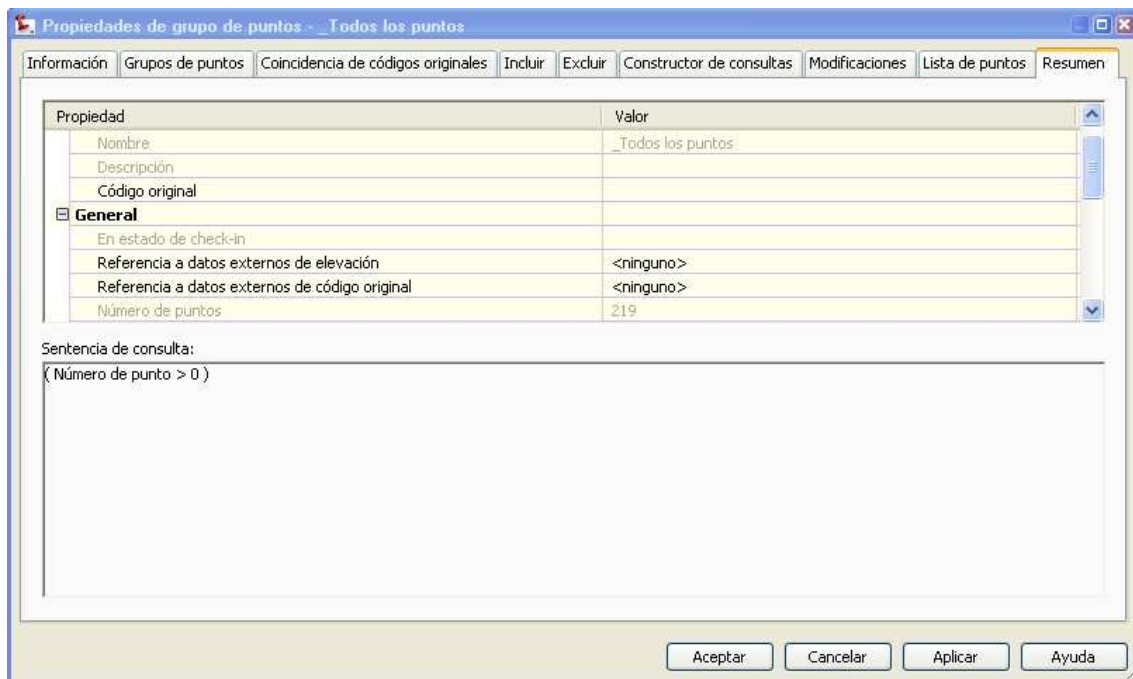 Propiedades de grupo de puntos - _Todos los puntos
Información Grupos de puntos Coincidencia de códigos originales Incluir Excluir Constructor de consultas Modificaciones Lista de puntos Resumen
Propiedad Valor
Nombre _Todos los puntos
Descripción
Código original
General
En estado de check-in
Referencia a datos externos de elevación <ninguno>
Referencia a datos externos de código original <ninguno>
Número de puntos 219
Sentencia de consulta:
( Número de punto > 0 )
Aceptar Cancelar Aplicar Ayuda